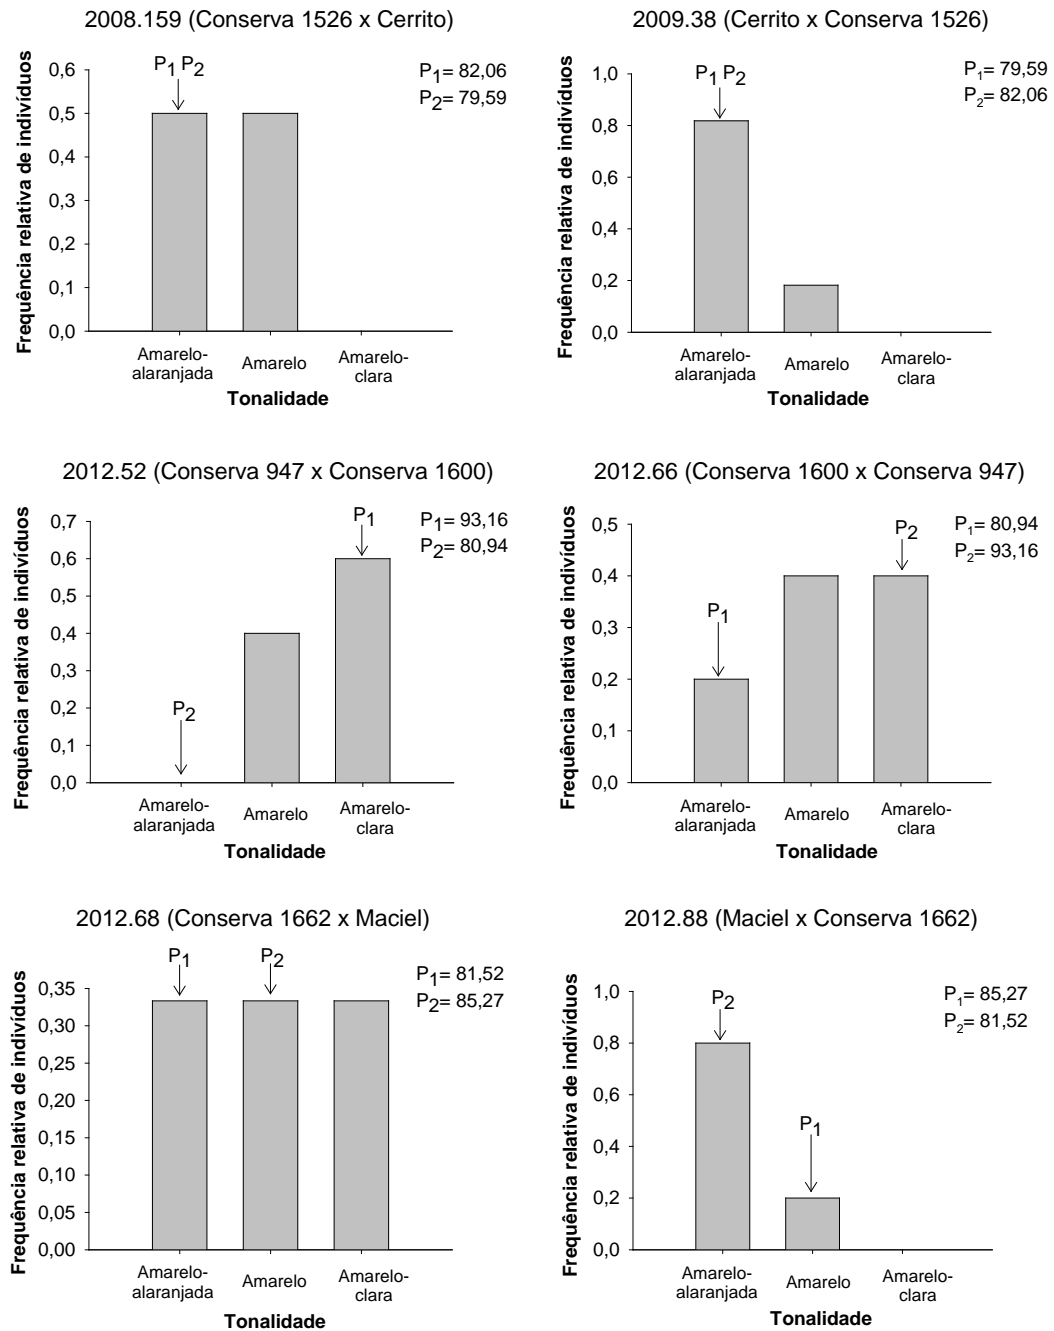 2008.159 (Conserva 1526 x Cerrito)
P1 P2
P1= 82,06
P2= 79,59
Frequência relativa de indivíduos
0,6
0,5
0,4
0,3
0,2
0,1
0,0
Amarelo-
alaranjada
Amarelo
Amarelo-
clara
Tonalidade
2009.38 (Cerrito x Conserva 1526)
P1 P2
P1= 79,59
P2= 82,06
Frequência relativa de indivíduos
1,0
0,8
0,6
0,4
0,2
0,0
Amarelo-
alaranjada
Amarelo
Amarelo-
clara
Tonalidade
2012.52 (Conserva 947 x Conserva 1600)
P1
P1= 93,16
P2= 80,94
P2
Frequência relativa de indivíduos
0,7
0,6
0,5
0,4
0,3
0,2
0,1
0,0
Amarelo-
alaranjada
Amarelo
Amarelo-
clara
Tonalidade
2012.66 (Conserva 1600 x Conserva 947)
P2
P1= 80,94
P2= 93,16
P1
Frequência relativa de indivíduos
0,5
0,4
0,3
0,2
0,1
0,0
Amarelo-
alaranjada
Amarelo
Amarelo-
clara
Tonalidade
2012.68 (Conserva 1662 x Maciel)
P1
P2
P1= 81,52
P2= 85,27
Frequência relativa de indivíduos
0,35
0,30
0,25
0,20
0,15
0,10
0,05
0,00
Amarelo-
alaranjada
Amarelo
Amarelo-
clara
Tonalidade
2012.88 (Maciel x Conserva 1662)
P2
P1= 85,27
P2= 81,52
P1
Frequência relativa de indivíduos
1,0
0,8
0,6
0,4
0,2
0,0
Amarelo-
alaranjada
Amarelo
Amarelo-
clara
Tonalidade